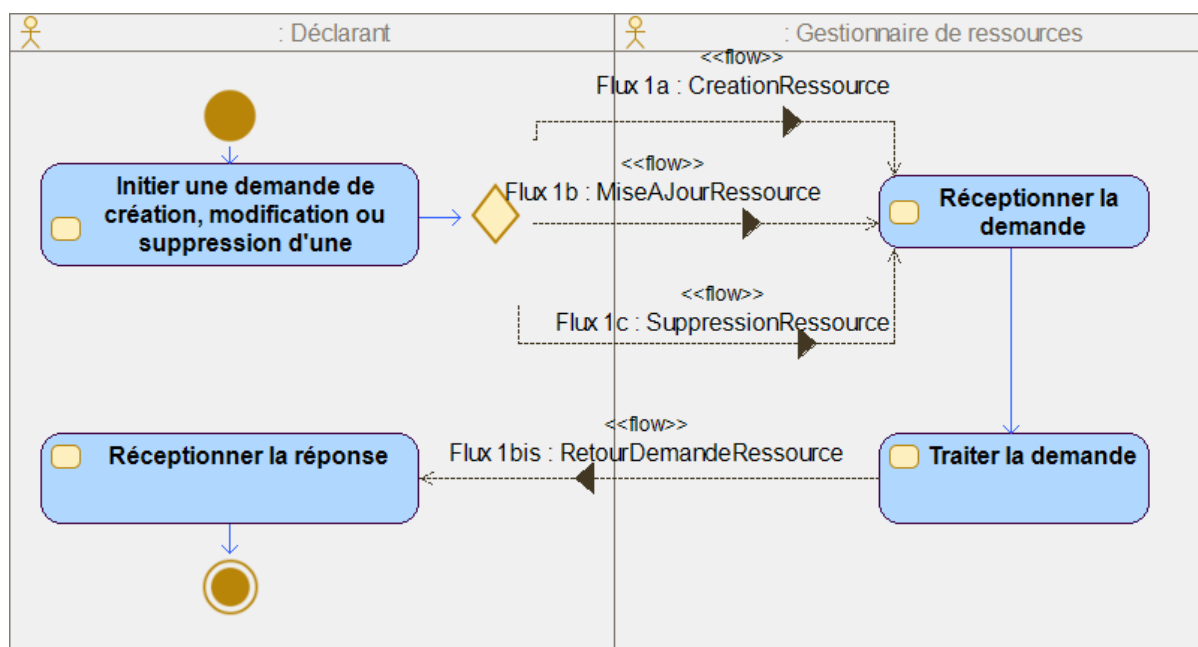 : Déclarant
: Gestionnaire de ressources
<<flow>>
Flux 1a : CreationRessource
Initier une demande de
création, modification ou
suppression d'une
<<flow>>
Flux 1b : MiseAJourRessource
Réceptionner la
demande
<<flow>>
Flux 1c : SuppressionRessource
Réceptionner la réponse
<<flow>>
Flux 1bis : RetourDemandeRessource
Traiter la demande